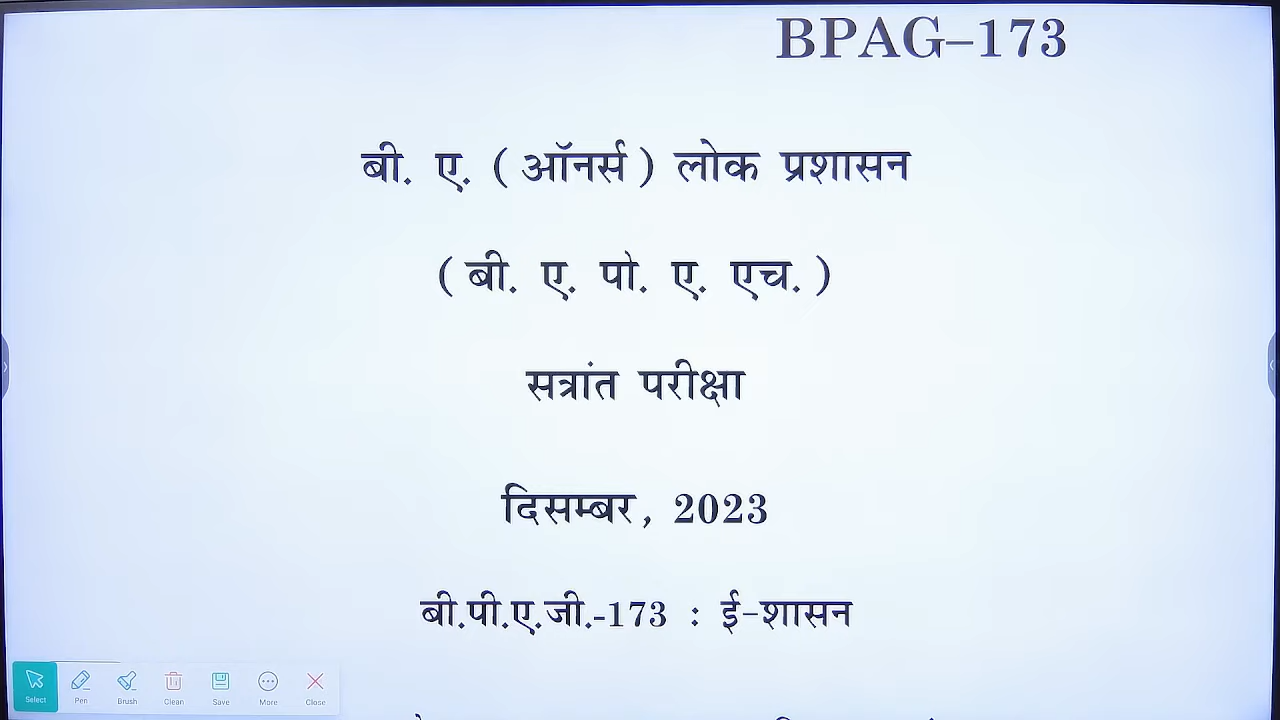 BPAG–173
बी. ए. (ऑनर्स) लोक प्रशासन
(बी. ए. पी. ए. एच.)
सत्रांत परीक्षा
दिसम्बर, 2023
बी.पी.ए.जी.-173 : ई-शासन
Select Pen Brush Clean Save More Close